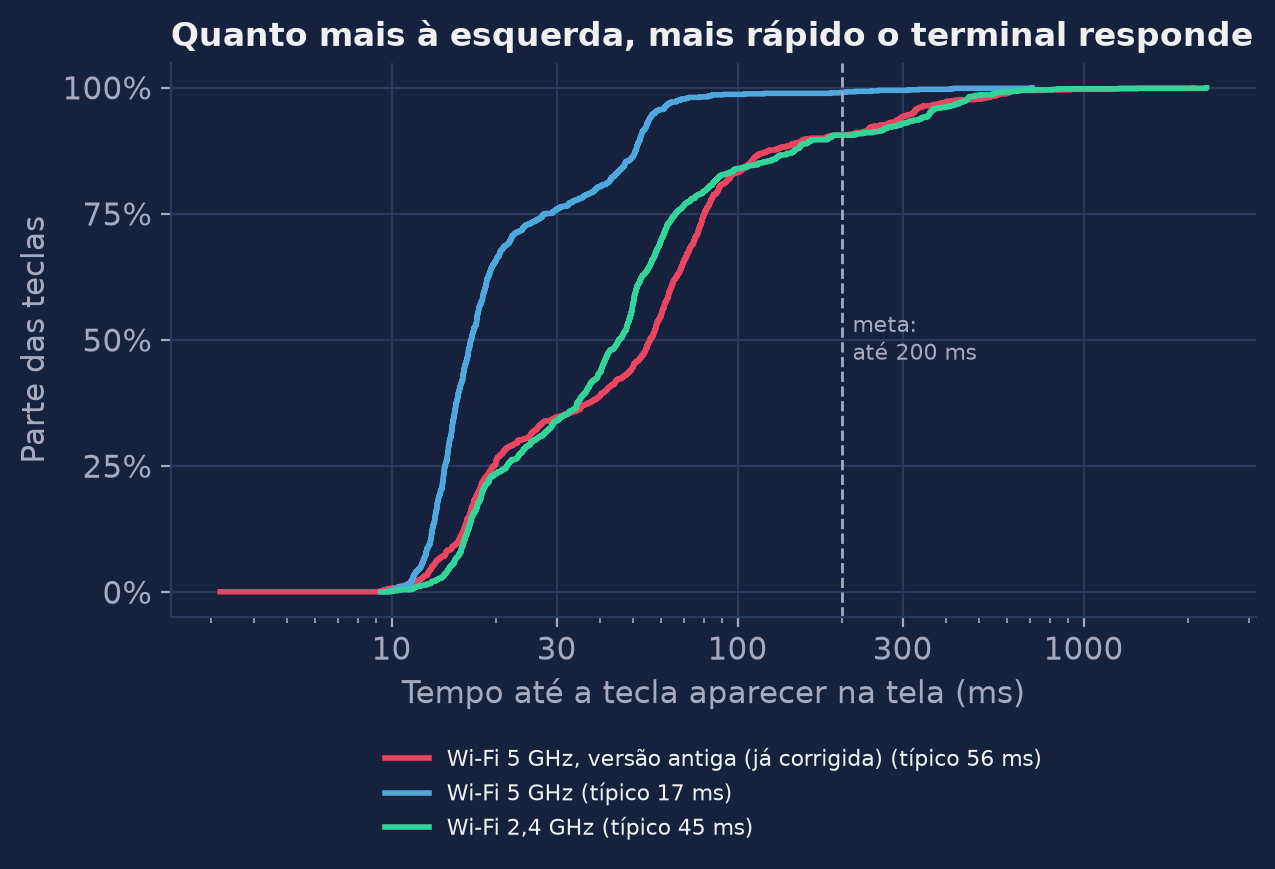 Quanto mais à esquerda, mais rápido o terminal responde
100%
75%
50%
25%
0%
Parte das teclas
meta:
até 200 ms
10
30
100
300
1000
Tempo até a tecla aparecer na tela (ms)
Wi-Fi 5 GHz, versão antiga (já corrigida) (típico 56 ms)
Wi-Fi 5 GHz (típico 17 ms)
Wi-Fi 2,4 GHz (típico 45 ms)